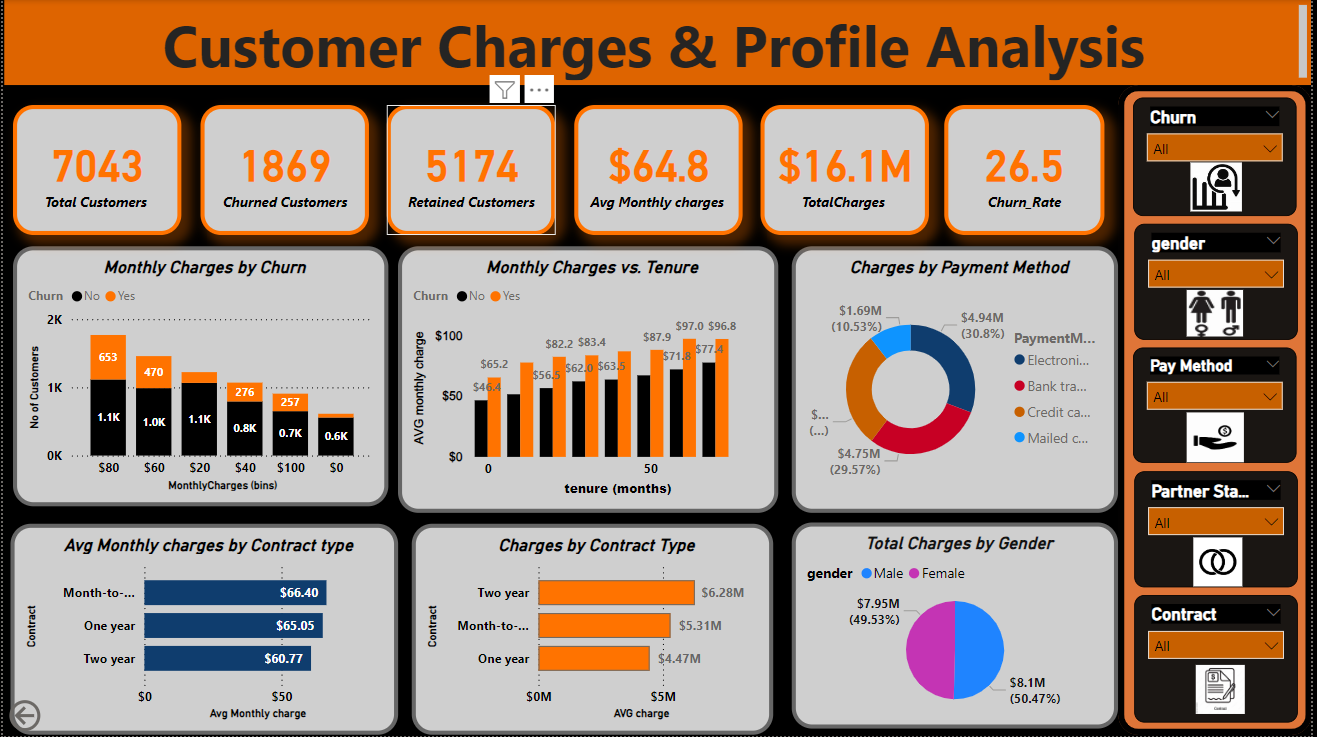 Customer Charges & Profile Analysis
7043
Total Customers
1869
Churned Customers
5174
Retained Customers
$64.8
Avg Monthly charges
$16.1M
TotalCharges
26.5
Churn_Rate
Churn
All
gender
All
Pay Method
All
Partner Sta...
All
Contract
All
Monthly Charges by Churn
Churn No Yes
2K
1K
0K
No of Customers
653
470
276
257
1.1K
1.0K
1.1K
0.8K
0.7K
0.6K
$80 $60 $20 $40 $100 $0
MonthlyCharges (bins)
Monthly Charges vs. Tenure
Churn No Yes
AVG monthly charge
$100
$50
$0
$46.4
$65.2
$56.5
$82.2
$62.0
$83.4
$63.5
$87.9
$71.8
$97.0
$77.4
$96.8
0 50
tenure (months)
Charges by Payment Method
$1.69M
(10.53%)
$4.94M
(30.8%)
$...
(...)
$4.75M
(29.57%)
PaymentM...
Electroni...
Bank tra...
Credit ca...
Mailed c...
Avg Monthly charges by Contract type
Contract
Month-to-... $66.40
One year $65.05
Two year $60.77
$0 $50
Avg Monthly charge
Charges by Contract Type
Contract
Two year $6.28M
Month-to-... $5.31M
One year $4.47M
$0M $5M
AVG charge
Total Charges by Gender
gender Male Female
$7.95M
(49.53%)
$8.1M
(50.47%)